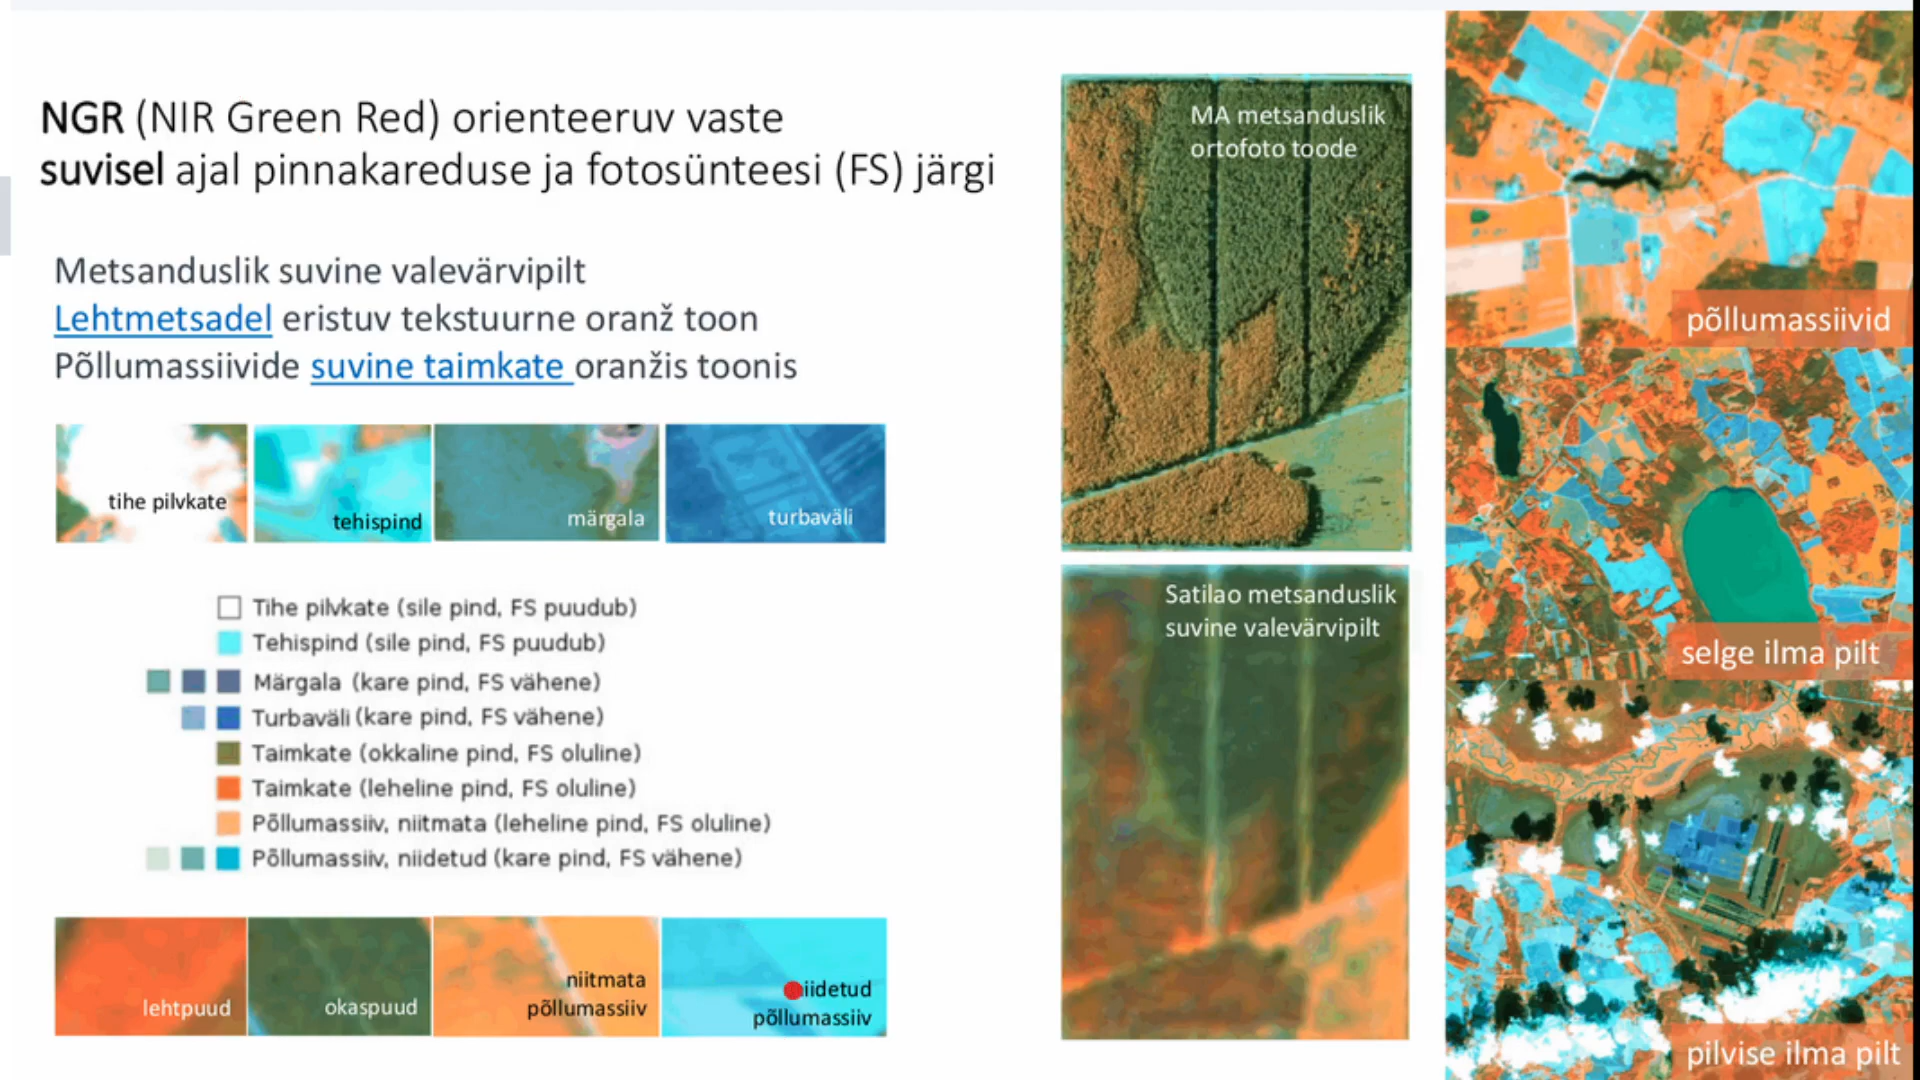 NGR (NIR Green Red) orienteeruv vaste
suvisel ajal pinnakareduse ja fotosünteesi (FS) järgi
Metsanduslik suvine valevärvipilt
Lehtmetsadel eristuv tekstuurne oranž toon
Põllumassiivide suvine taimkate oranžis toonis
tihe pilvkate
tehispind
märgala
turbaväli
Tihe pilvkate (sile pind, FS puudub)
Tehispind (sile pind, FS puudub)
Märgala (kare pind, FS vähene)
Turbaväli (kare pind, FS vähene)
Taimkate (okkaline pind, FS oluline)
Taimkate (leheline pind, FS oluline)
Põllumassiiv, niitmata (leheline pind, FS oluline)
Põllumassiiv, niidetud (kare pind, FS vähene)
lehtpuud
okaspuud
niitmata
põllumassiiv
iidetud
põllumassiiv
MA metsanduslik
ortofoto toode
Satilao metsanduslik
suvine valevärvipilt
põllumassiivid
selge ilma pilt
pilvise ilma pilt